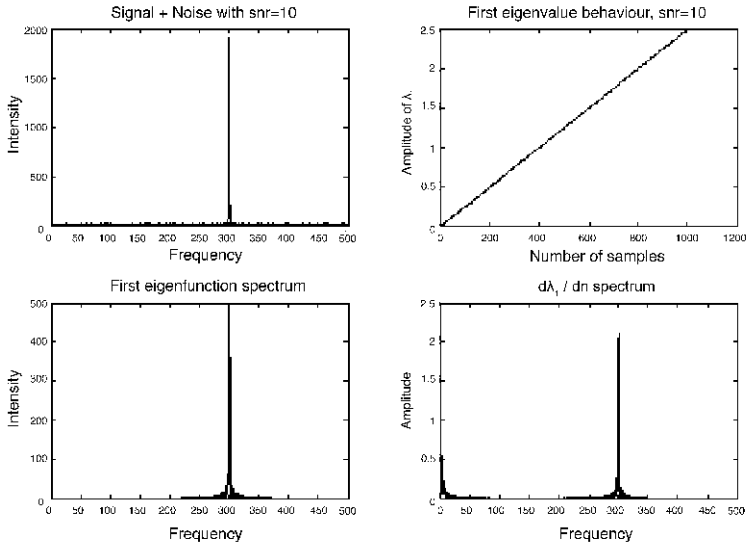 Signal + Noise with snr=10
2000
1500
1000
500
0
Intensity
0 50 100 150 200 250 300 350 400 450 500
Frequency
First eigenvalue behaviour, snr=10
2.5
2
1.5
1
0.5
0
Amplitude of λ
0 200 400 600 800 1000 1200
Number of samples
First eigenfunction spectrum
500
400
300
200
100
0
Intensity
0 50 100 150 200 250 300 350 400 450 500
Frequency
dλ₁ / dn spectrum
2.5
2
1.5
1
0.5
0
Amplitude
0 50 100 150 200 250 300 350 400 450 500
Frequency